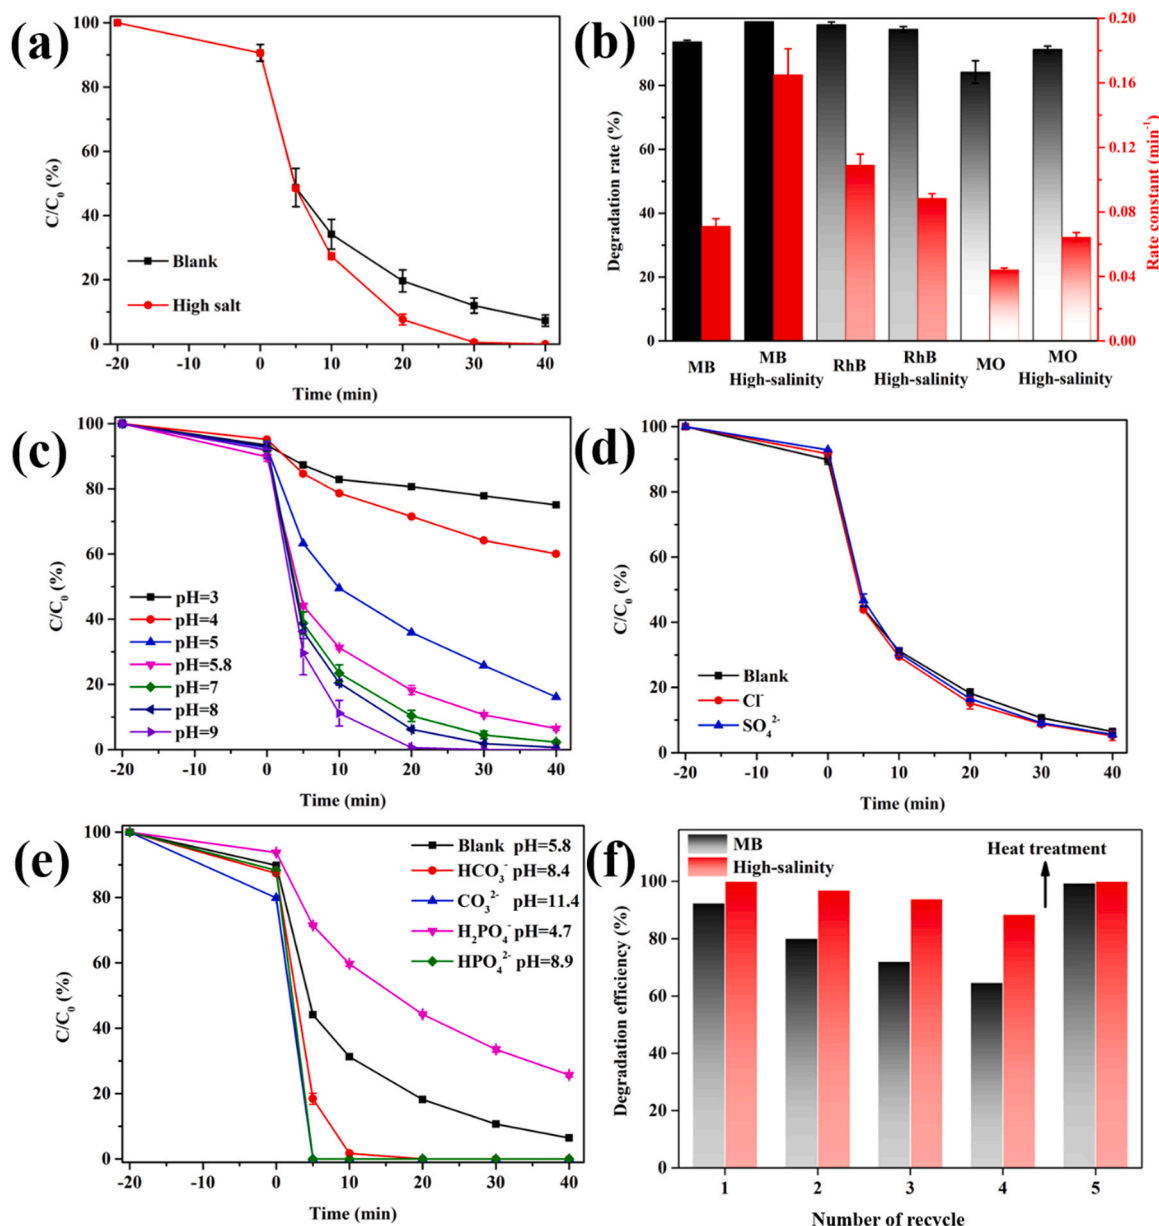 (a)
100
80
60
40
20
0
C/C₀ (%)
Blank
High salt
-20 -10 0 10 20 30 40
Time (min)
(b)
100
80
60
40
20
0
Degradation rate (%)
0.20
0.16
0.12
0.08
0.04
0.00
Rate constant (min⁻¹)
MB
MB
High-salinity
RhB
RhB
High-salinity
MO
MO
High-salinity
(c)
100
80
60
40
20
0
C/C₀ (%)
pH=3
pH=4
pH=5
pH=5.8
pH=7
pH=8
pH=9
-20 -10 0 10 20 30 40
Time (min)
(d)
100
80
60
40
20
0
C/C₀ (%)
Blank
Cl⁻
SO₄²⁻
-20 -10 0 10 20 30 40
Time (min)
(e)
100
80
60
40
20
0
C/C₀ (%)
Blank pH=5.8
HCO₃⁻ pH=8.4
CO₃²⁻ pH=11.4
H₂PO₄⁻ pH=4.7
HPO₄²⁻ pH=8.9
-20 -10 0 10 20 30 40
Time (min)
(f)
MB
High-salinity
Heat treatment
100
80
60
40
20
0
Degradation efficiency (%)
1 2 3 4 5
Number of recycle